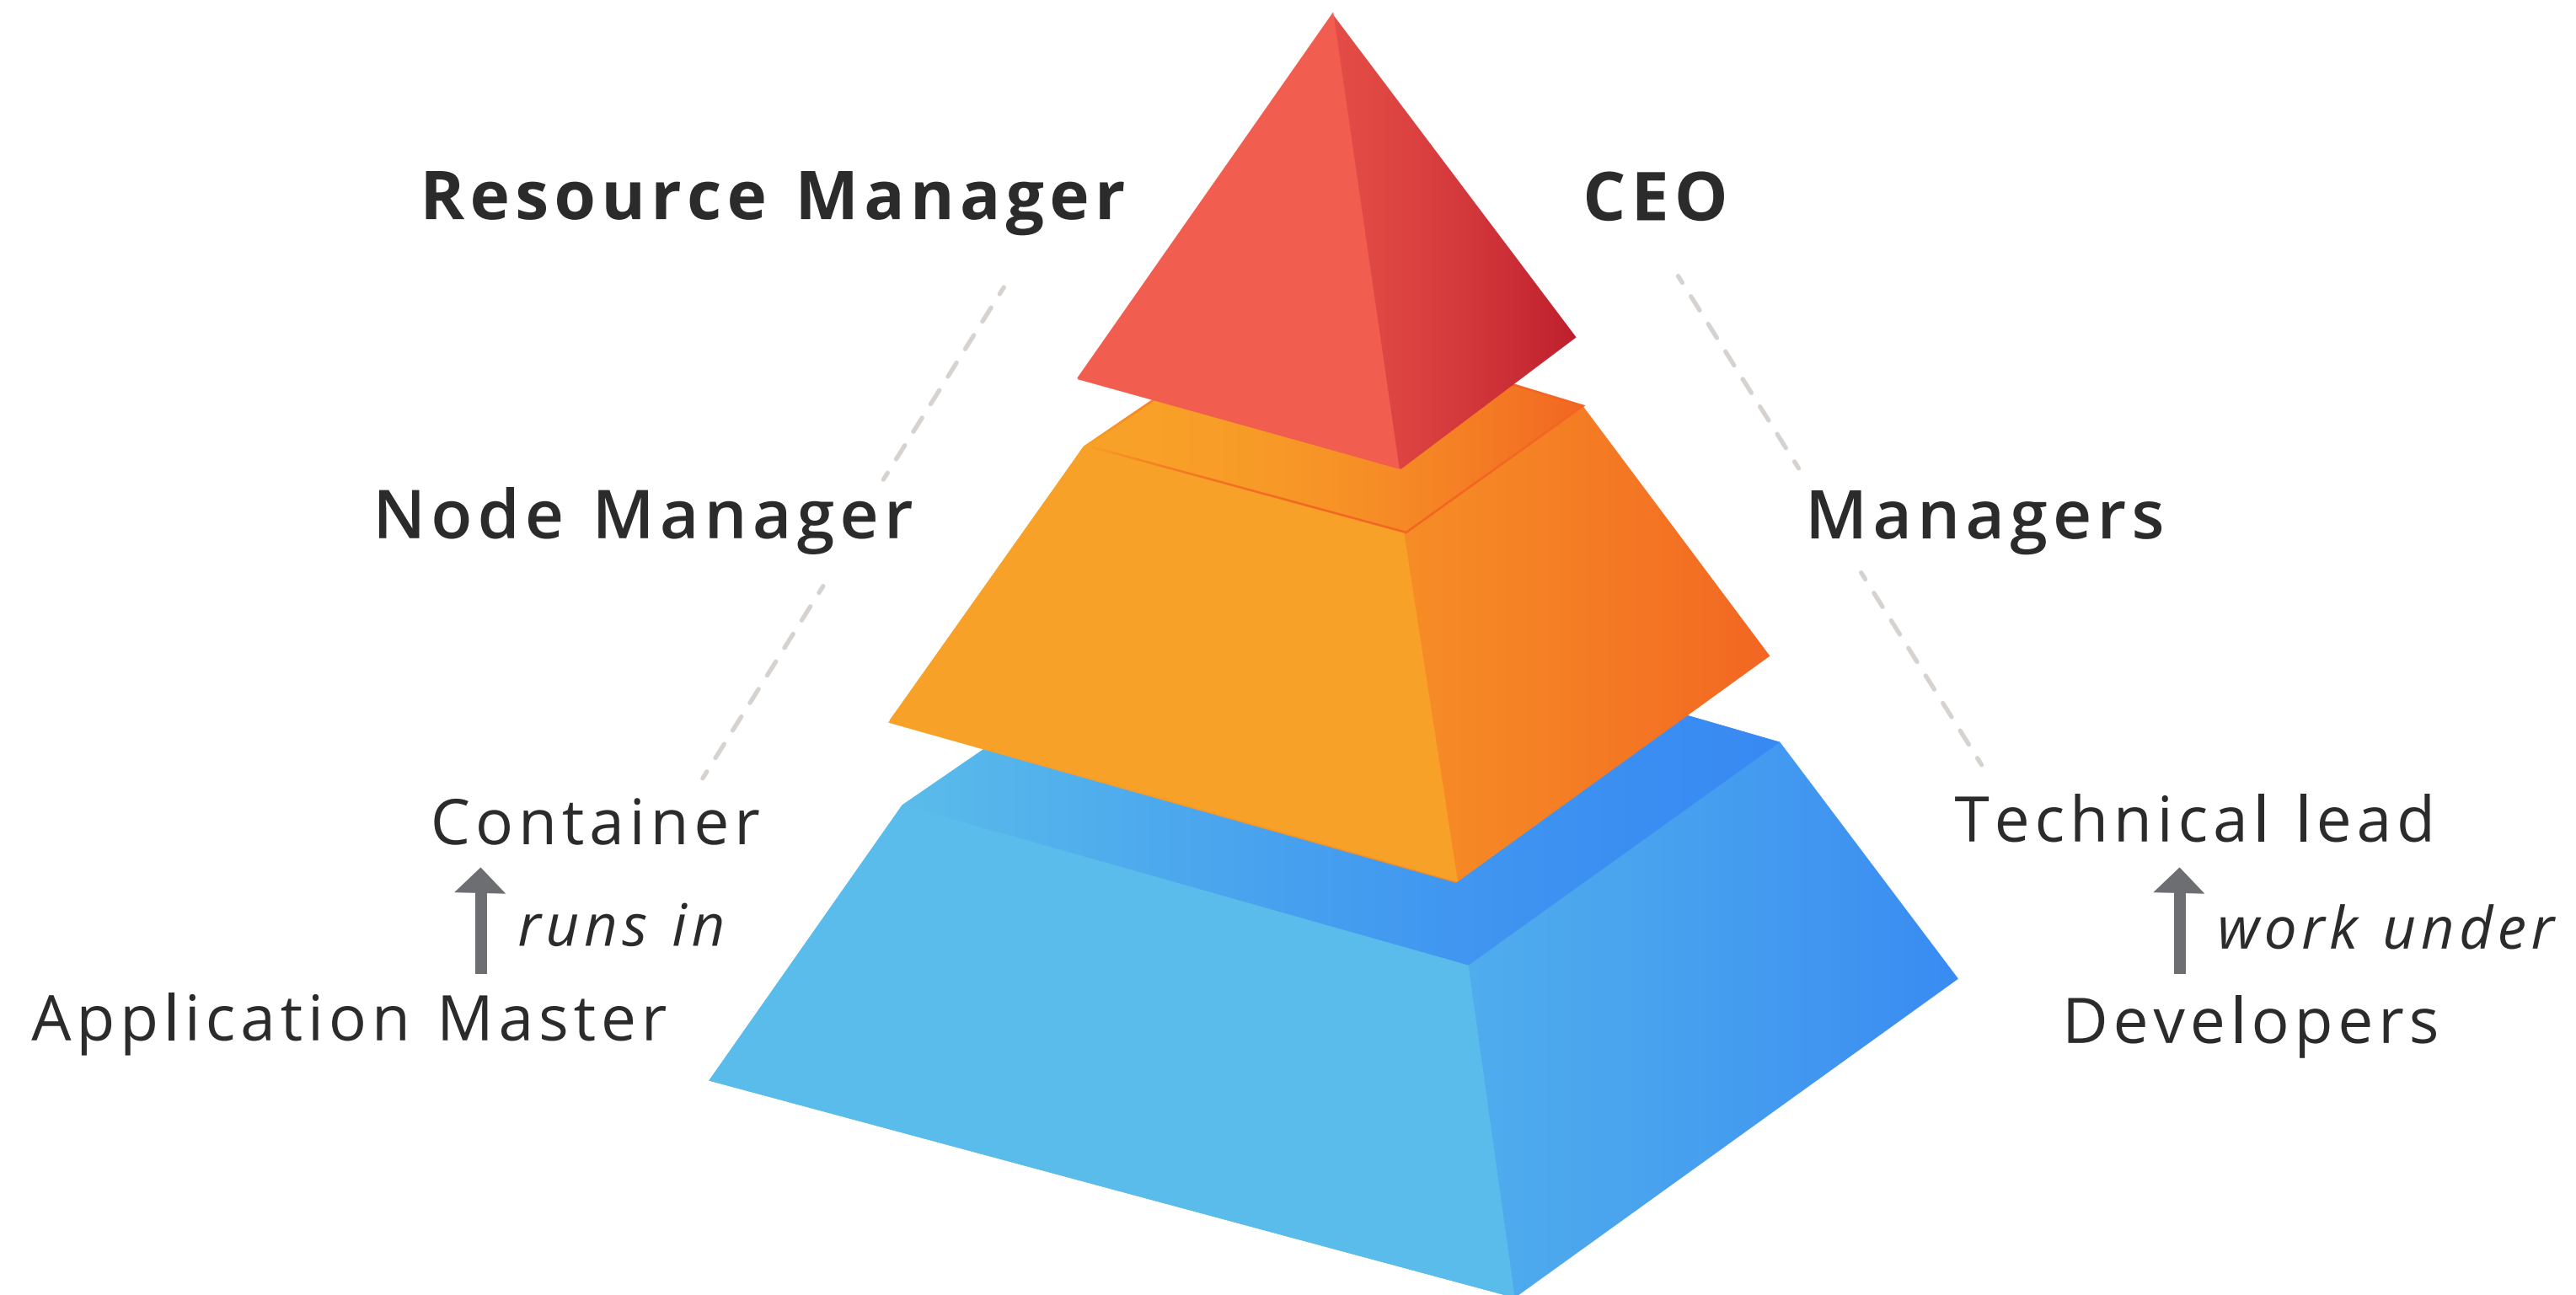 Resource Manager
CEO
Node Manager
Managers
Container
Technical lead
runs in
work under
Application Master
Developers